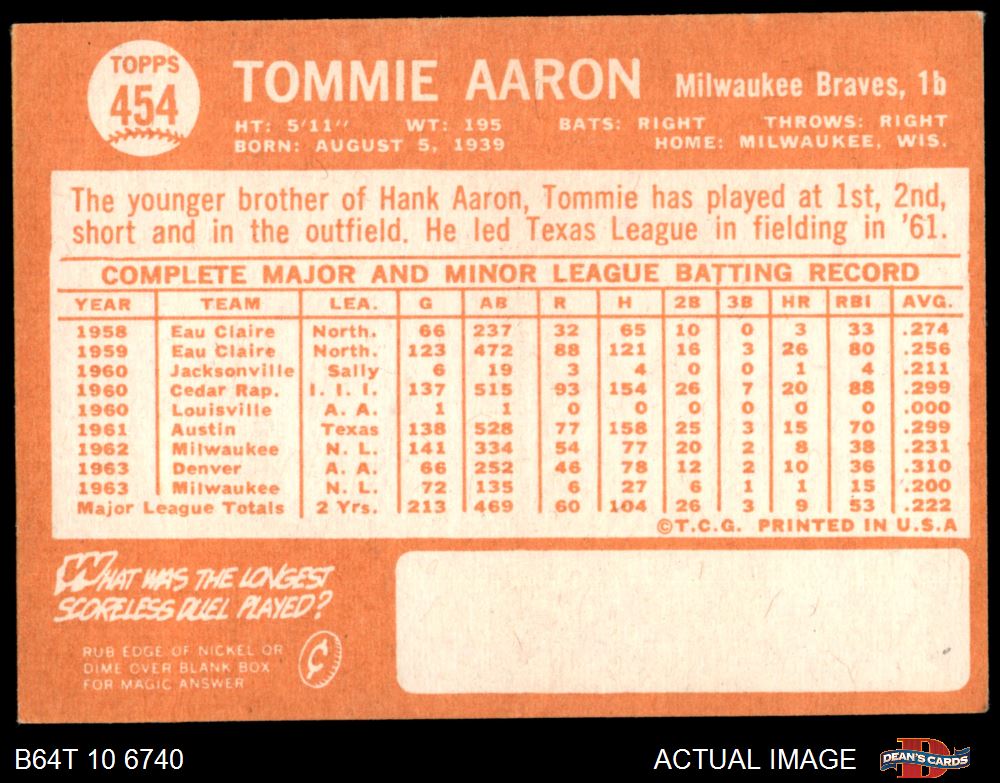 TOPPS
454
TOMMIE AARON Milwaukee Braves, 1b
HT: 5'11" WT: 195 BATS: RIGHT THROWS: RIGHT
BORN: AUGUST 5, 1939 HOME: MILWAUKEE, WIS.
The younger brother of Hank Aaron, Tommie has played at 1st, 2nd,
short and in the outfield. He led Texas League in fielding in '61.
COMPLETE MAJOR AND MINOR LEAGUE BATTING RECORD
YEAR TEAM LEA. G AB R H 2B 3B HR RBI AVG.
1958 Eau Claire North. 66 237 32 65 10 0 3 33 .274
1959 Eau Claire North. 123 472 88 121 16 3 26 80 .256
1960 Jacksonville Sally 6 19 3 4 0 0 1 4 .211
1960 Cedar Rap. I. I. I. 137 515 93 154 26 7 20 88 .299
1960 Louisville A. A. 1 1 0 0 0 0 0 0 .000
1961 Austin Texas 138 528 77 158 25 3 15 70 .299
1962 Milwaukee N. L. 141 334 54 77 20 2 8 38 .231
1963 Denver A. A. 66 252 46 78 12 2 10 36 .310
1963 Milwaukee N. L. 72 135 6 27 6 1 1 15 .200
Major League Totals 2 Yrs. 213 469 60 104 26 3 9 53 .222
©T.C.G. PRINTED IN U.S.A
WHAT WAS THE LONGEST
SCORELESS DUEL PLAYED?
RUB EDGE OF NICKEL OR
DIME OVER BLANK BOX
FOR MAGIC ANSWER
¢
B64T 10 6740 ACTUAL IMAGE DEAN'S CARDS